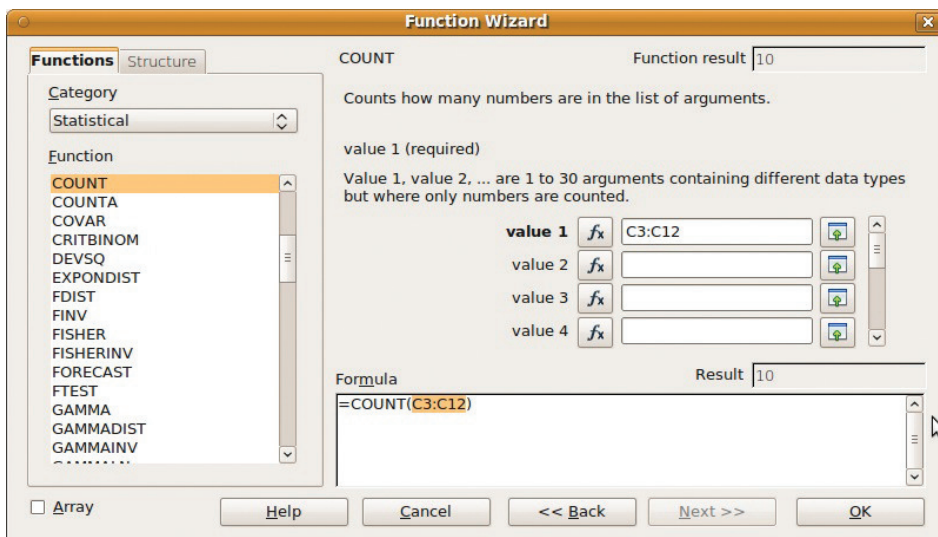 Function Wizard
Functions Structure
Category
Statistical
Function
COUNT
COUNTA
COVAR
CRITBINOM
DEVSQ
EXPONDIST
FDIST
FINV
FISHER
FISHERINV
FORECAST
FTEST
GAMMA
GAMMADIST
GAMMAINV
Array
COUNT
Function result 10
Counts how many numbers are in the list of arguments.
value 1 (required)
Value 1, value 2, ... are 1 to 30 arguments containing different data types
but where only numbers are counted.
value 1 fx C3:C12
value 2 fx
value 3 fx
value 4 fx
Formula
Result 10
=COUNT(C3:C12)
Help
Cancel
<< Back
Next >>
OK